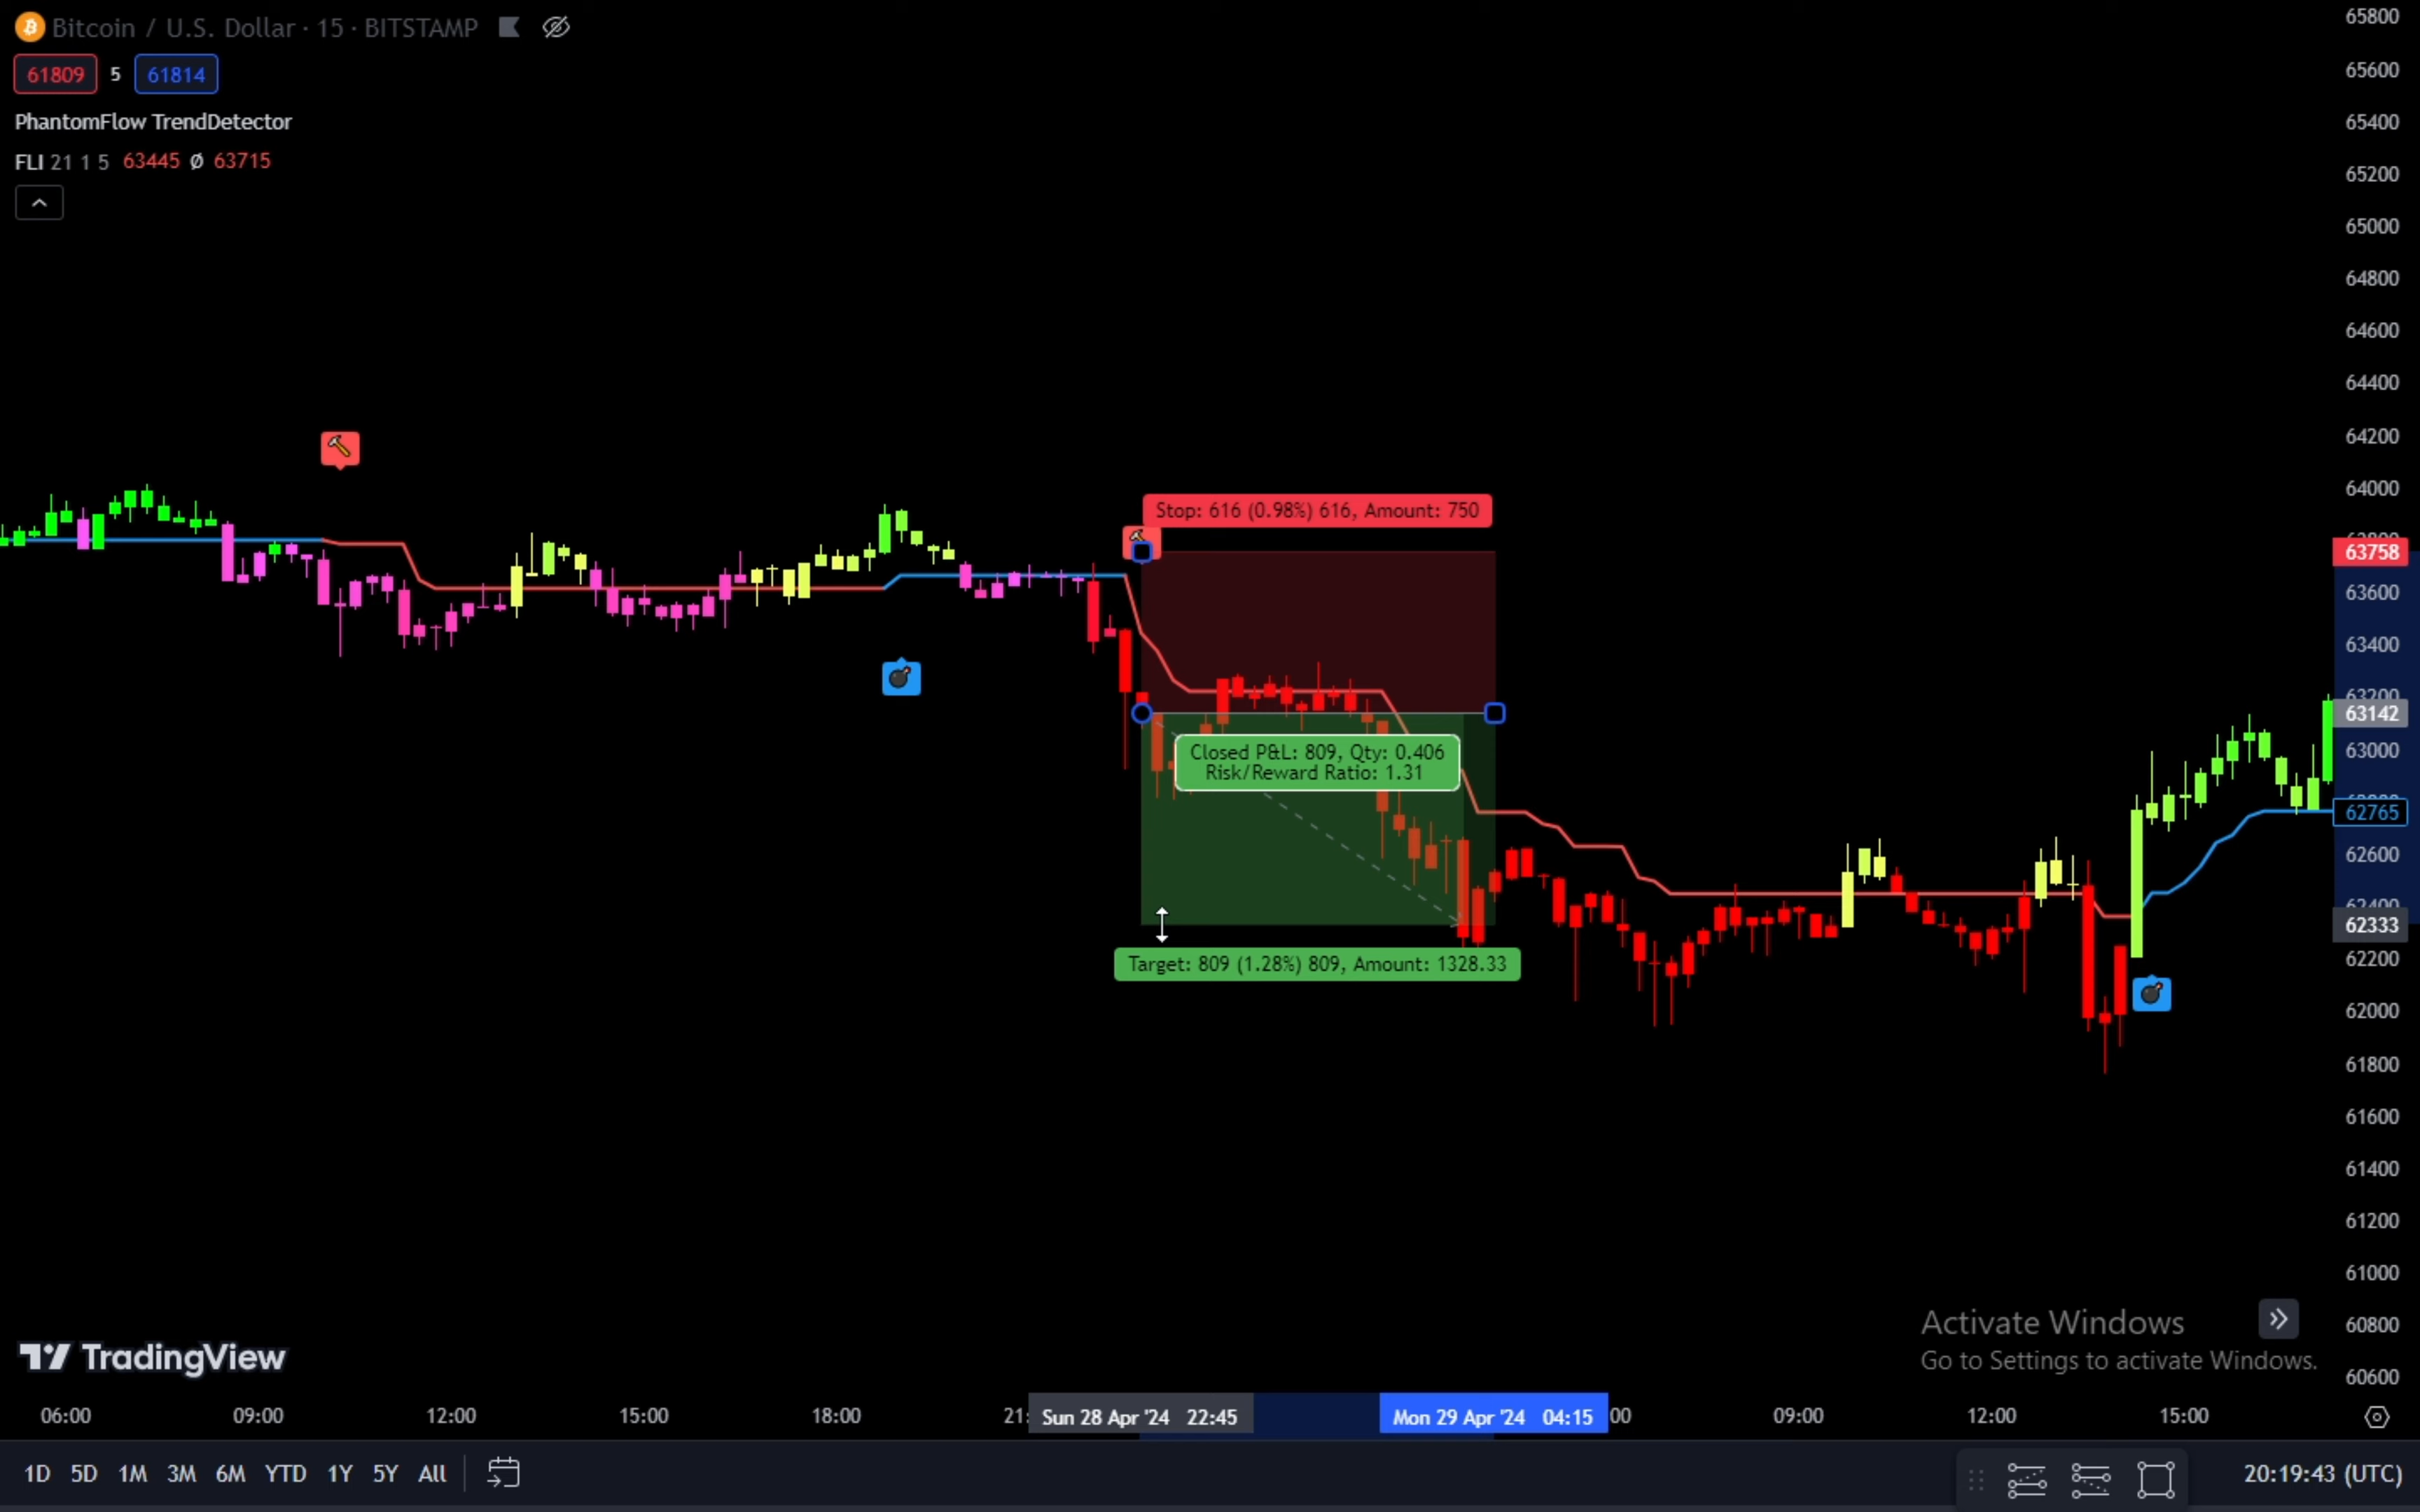 Bitcoin / U.S. Dollar · 15 · BITSTAMP
61809 5 61814
PhantomFlow TrendDetector
FLI 21 1 5 63445 Ø 63715
Stop: 616 (0.98%) 616, Amount: 750
Closed P&L: 809, Qty: 0.406
Risk/Reward Ratio: 1.31
Target: 809 (1.28%) 809, Amount: 1328.33
65800
65600
65400
65200
65000
64800
64600
64400
64200
64000
63758
63600
63400
63200
63142
63000
62765
62600
62400
62333
62200
62000
61800
61600
61400
61200
61000
60800
60600
Activate Windows
Go to Settings to activate Windows.
TradingView
06:00 09:00 12:00 15:00 18:00 21: Sun 28 Apr '24 22:45 Mon 29 Apr '24 04:15 00 09:00 12:00 15:00
1D 5D 1M 3M 6M YTD 1Y 5Y All 20:19:43 (UTC)